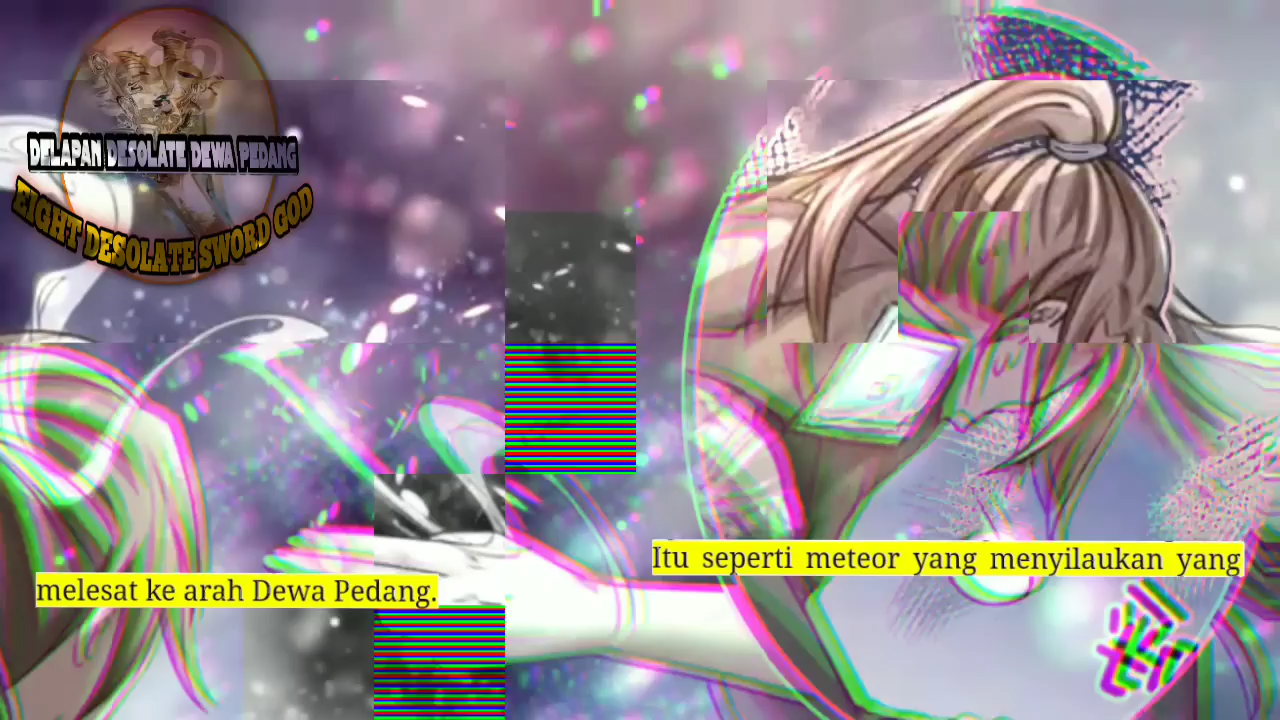 DELAPAN DESOLATE DEWA PEDANG
EIGHT DESOLATE SWORD GOD
Itu seperti meteor yang menyilaukan yang
melesat ke arah Dewa Pedang.